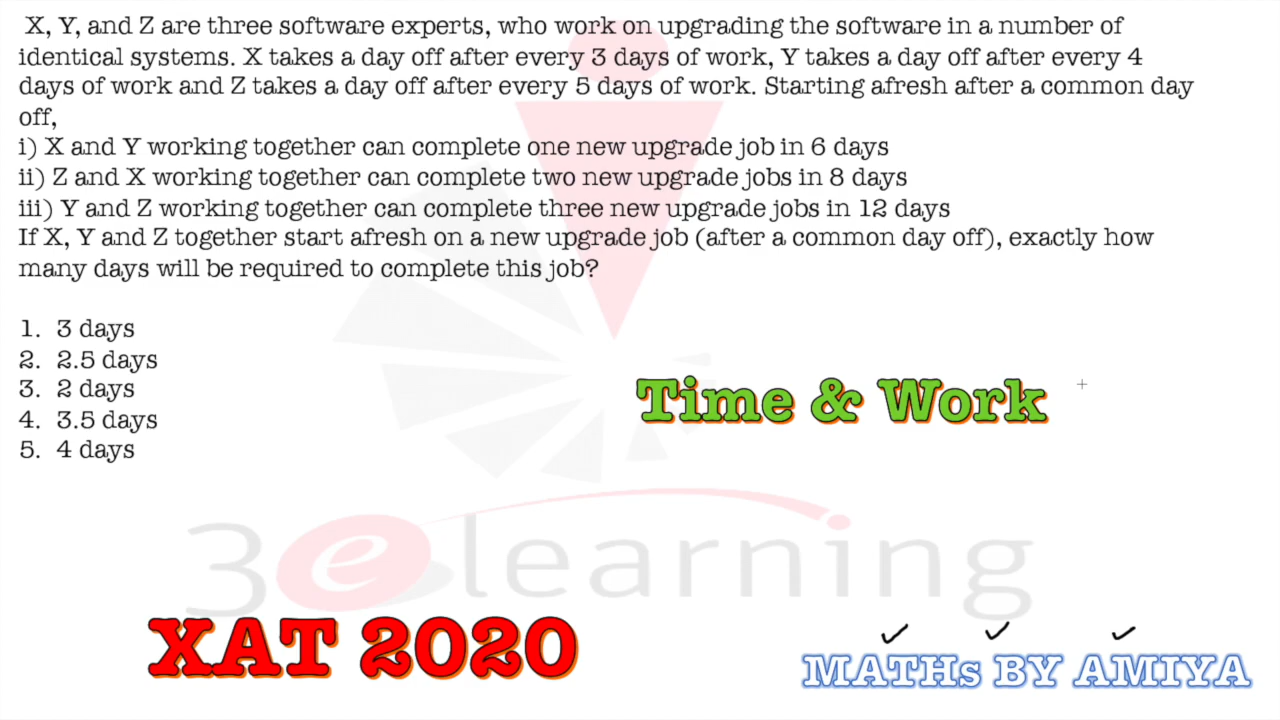 X, Y, and Z are three software experts, who work on upgrading the software in a number of
identical systems. X takes a day off after every 3 days of work, Y takes a day off after every 4
days of work and Z takes a day off after every 5 days of work. Starting afresh after a common day
off,
i) X and Y working together can complete one new upgrade job in 6 days
ii) Z and X working together can complete two new upgrade jobs in 8 days
iii) Y and Z working together can complete three new upgrade jobs in 12 days
If X, Y and Z together start afresh on a new upgrade job (after a common day off), exactly how
many days will be required to complete this job?
1. 3 days
2. 2.5 days
3. 2 days
4. 3.5 days
5. 4 days
Time & Work
3elearning
XAT 2020
MATHs BY AMIYA